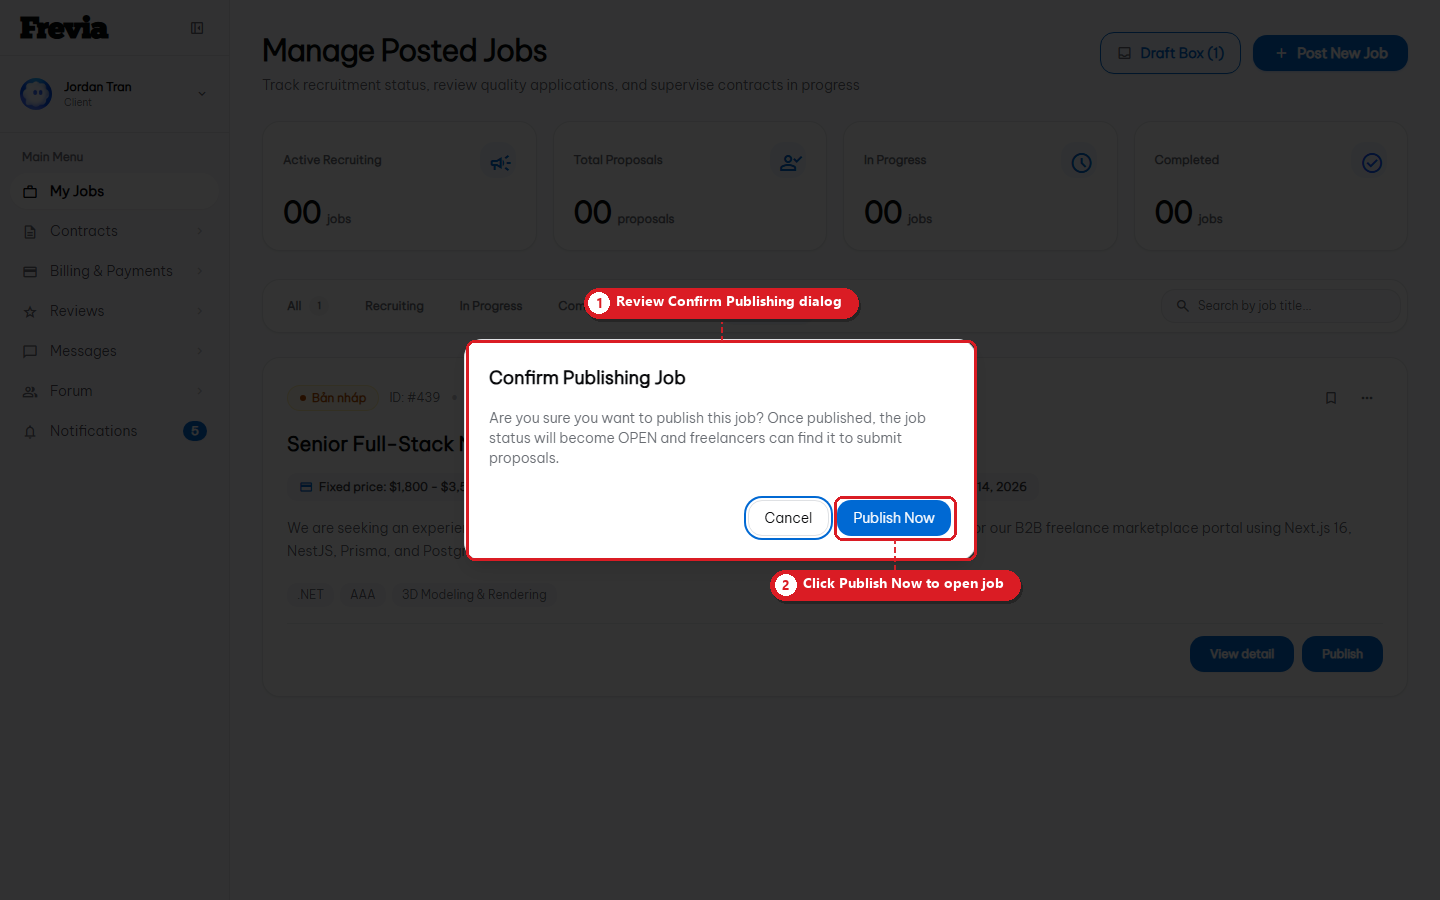 Frevia
Jordan Tran
Client
Main Menu
My Jobs
Contracts
Billing & Payments
Reviews
Messages
Forum
Notifications
5
Manage Posted Jobs
Track recruitment status, review quality applications, and supervise contracts in progress
Draft Box (1)
+ Post New Job
Active Recruiting
00 jobs
Total Proposals
00 proposals
In Progress
00 jobs
Completed
00 jobs
All 1
Recruiting
In Progress
Search by job title...
1 Review Confirm Publishing dialog
Confirm Publishing Job
Are you sure you want to publish this job? Once published, the job
status will become OPEN and freelancers can find it to submit
proposals.
Cancel
Publish Now
2 Click Publish Now to open job
Bản nháp
ID: #439
Senior Full-Stack
Fixed price: $1,800 -
14, 2026
We are seeking an
our B2B freelance marketplace portal using Next.js 16,
NestJS, Prisma, and
.NET
AAA
3D Modeling & Rendering
View detail
Publish